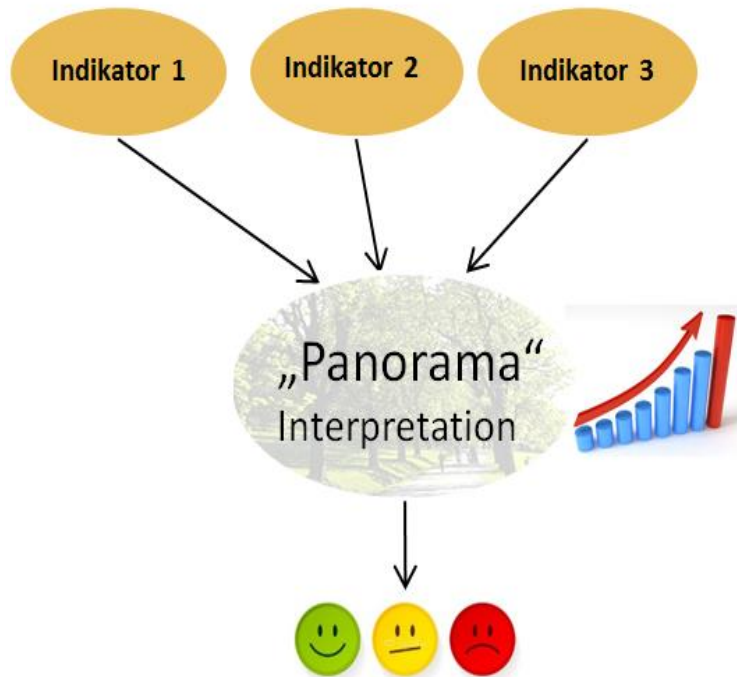 Indikator 1
Indikator 2
Indikator 3
„Panorama“
Interpretation